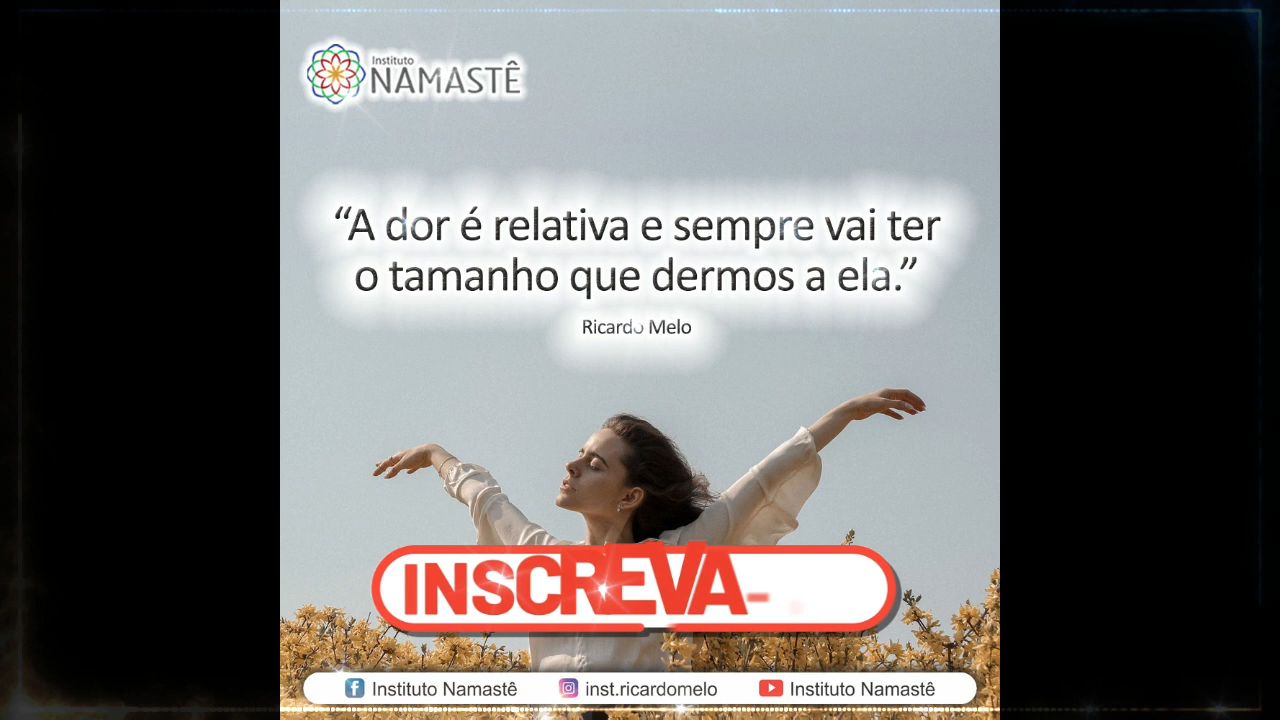 Instituto
NAMASTÊ
“A dor é relativa e sempre vai ter
o tamanho que dermos a ela.”
Ricardo Melo
INSCREVA-
Instituto Namastê inst.ricardomelo Instituto Namastê